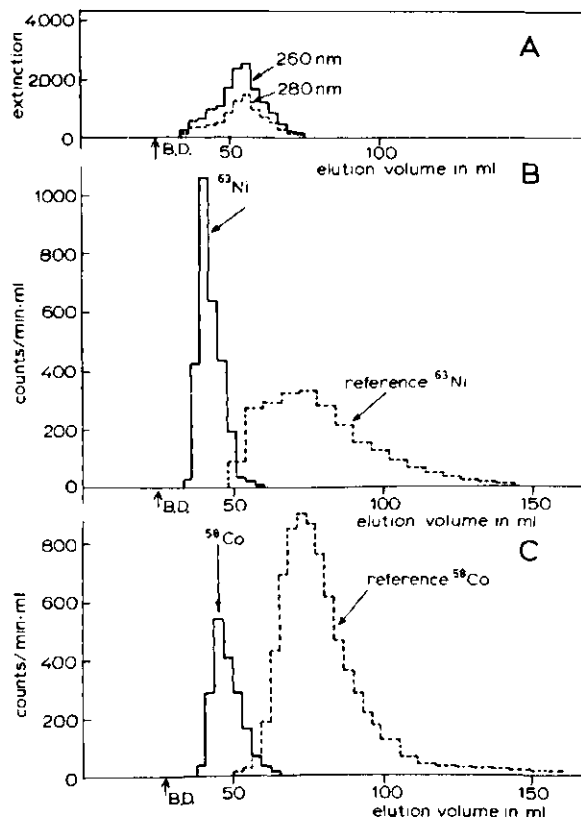 A
4.000
2000
0
extinction
260 nm
280 nm
B.D.
50
100
elution volume in ml
B
1000
800
600
400
200
0
counts/min·ml
63Ni
reference 63Ni
B.D.
50
100
150
elution volume in ml
C
800
600
400
200
0
counts/min·ml
58Co
reference 58Co
B.D.
50
100
150
elution volume in ml